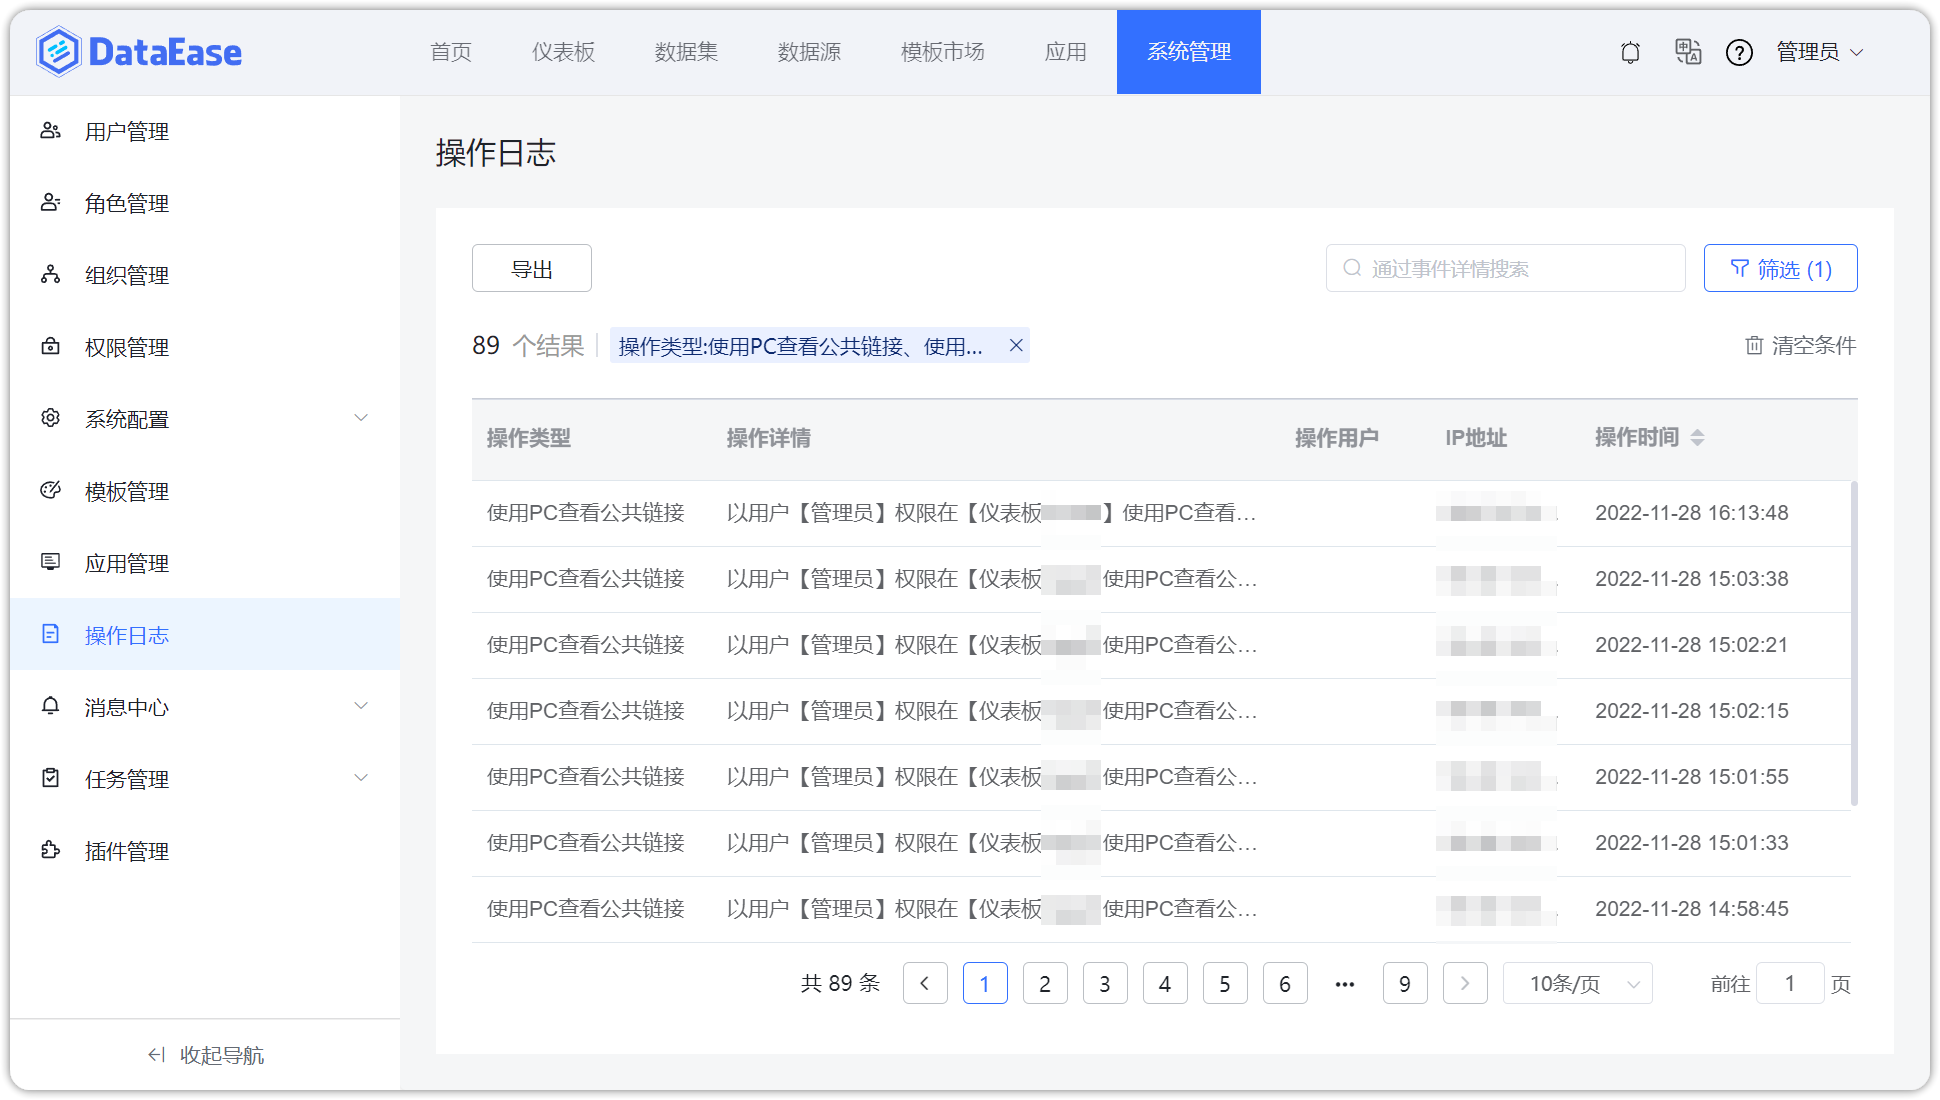 DataEase 首页 仪表板 数据集 数据源 模板市场 应用 系统管理 管理员
用户管理
角色管理
组织管理
权限管理
系统配置
模板管理
应用管理
操作日志
消息中心
任务管理
插件管理
收起导航
操作日志
导出 通过事件详情搜索 筛选 (1)
89 个结果 操作类型:使用PC查看公共链接、使用... 清空条件
操作类型 操作详情 操作用户 IP地址 操作时间
使用PC查看公共链接 以用户【管理员】权限在【仪表板 】使用PC查看... 2022-11-28 16:13:48
使用PC查看公共链接 以用户【管理员】权限在【仪表板 使用PC查看公... 2022-11-28 15:03:38
使用PC查看公共链接 以用户【管理员】权限在【仪表板 使用PC查看公... 2022-11-28 15:02:21
使用PC查看公共链接 以用户【管理员】权限在【仪表板 使用PC查看公... 2022-11-28 15:02:15
使用PC查看公共链接 以用户【管理员】权限在【仪表板 使用PC查看公... 2022-11-28 15:01:55
使用PC查看公共链接 以用户【管理员】权限在【仪表板 使用PC查看公... 2022-11-28 15:01:33
使用PC查看公共链接 以用户【管理员】权限在【仪表板 使用PC查看公... 2022-11-28 14:58:45
共 89 条 1 2 3 4 5 6 ... 9 10条/页 前往 1 页